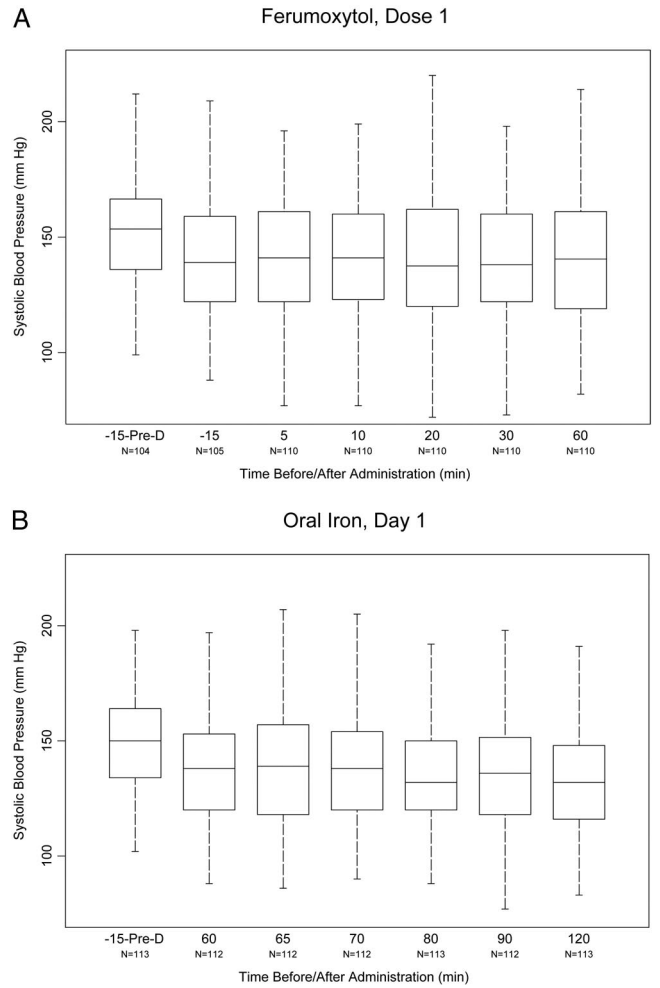 A
Ferumoxytol, Dose 1
Systolic Blood Pressure (mm Hg)
200
150
100
-15-Pre-D -15 5 10 20 30 60
N=104 N=105 N=110 N=110 N=110 N=110 N=110
Time Before/After Administration (min)
B
Oral Iron, Day 1
Systolic Blood Pressure (mm Hg)
200
150
100
-15-Pre-D 60 65 70 80 90 120
N=113 N=112 N=112 N=112 N=113 N=112 N=113
Time Before/After Administration (min)